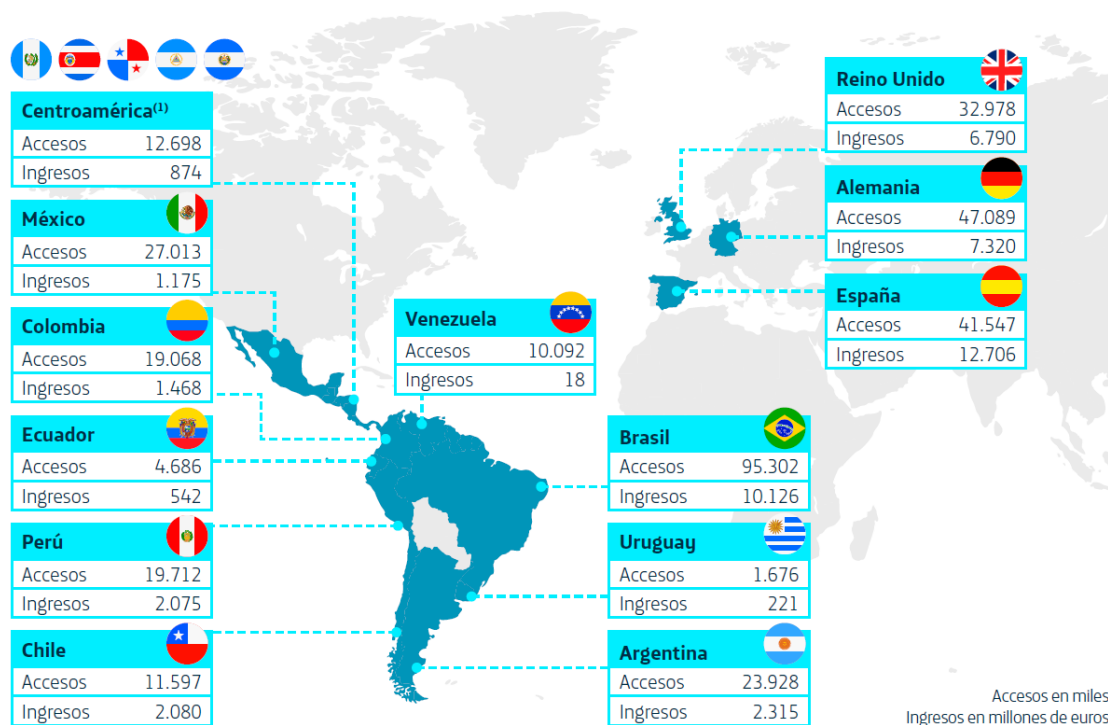 Centroamérica(1)
Accesos 12.698
Ingresos 874
México
Accesos 27.013
Ingresos 1.175
Colombia
Accesos 19.068
Ingresos 1.468
Ecuador
Accesos 4.686
Ingresos 542
Perú
Accesos 19.712
Ingresos 2.075
Chile
Accesos 11.597
Ingresos 2.080
Venezuela
Accesos 10.092
Ingresos 18
Reino Unido
Accesos 32.978
Ingresos 6.790
Alemania
Accesos 47.089
Ingresos 7.320
España
Accesos 41.547
Ingresos 12.706
Brasil
Accesos 95.302
Ingresos 10.126
Uruguay
Accesos 1.676
Ingresos 221
Argentina
Accesos 23.928
Ingresos 2.315
Accesos en miles
Ingresos en millones de euros